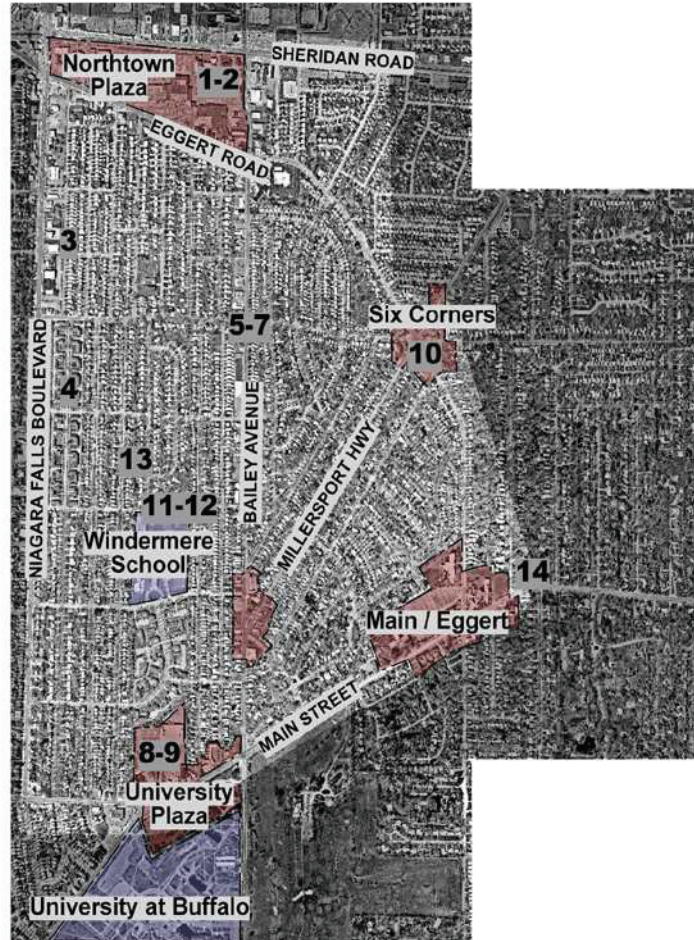 SHERIDAN ROAD
Northtown
Plaza
1-2
EGGERT ROAD
3
Six Corners
5-7
10
NIAGARA FALLS BOULEVARD
4
BAILEY AVENUE
MILLERSPORT HWY
13
11-12
Windermere
School
14
Main / Eggert
MAIN STREET
8-9
University
Plaza
University at Buffalo